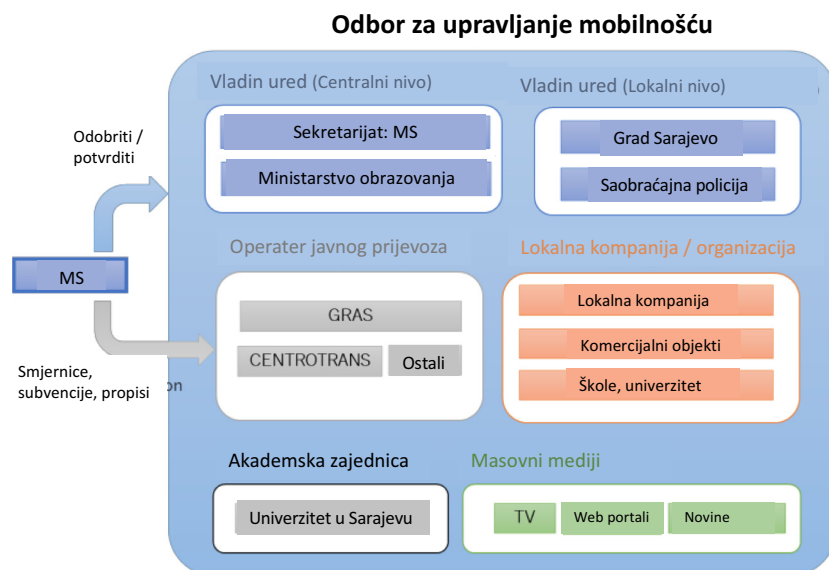 Odbor za upravljanje mobilnošću
Vladin ured (Centralni nivo)
Sekretarijat: MS
Ministarstvo obrazovanja
Vladin ured (Lokalni nivo)
Grad Sarajevo
Saobraćajna policija
Odobriti /
potvrditi
MS
Smjernice,
subvencije, propisi
on
Operater javnog prijevoza
GRAS
CENTROTRANS
Ostali
Lokalna kompanija / organizacija
Lokalna kompanija
Komercijalni objekti
Škole, univerzitet
Akademska zajednica
Univerzitet u Sarajevu
Masovni mediji
TV
Web portali
Novine